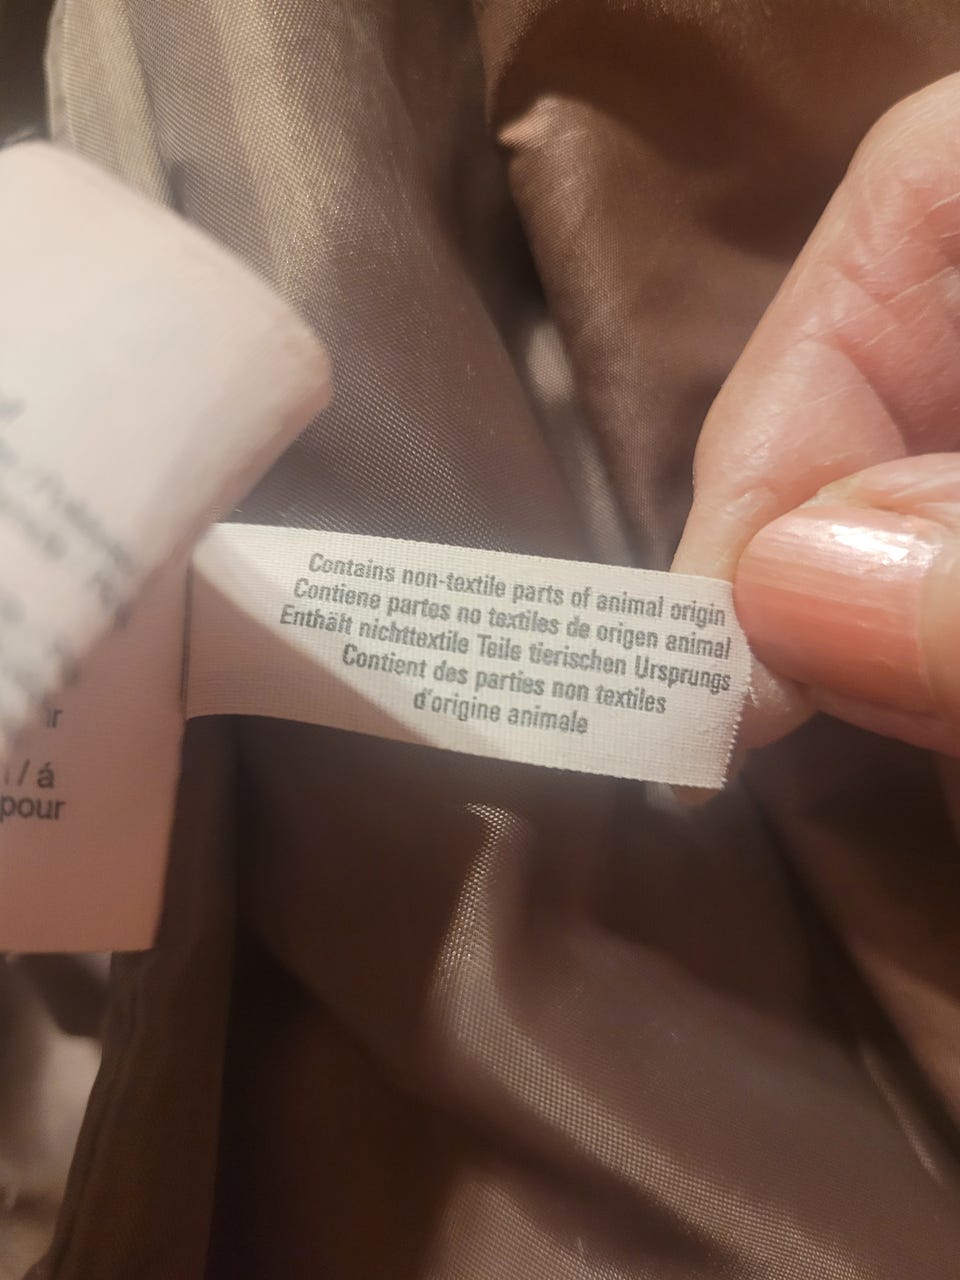 Contains non-textile parts of animal origin
Contiene partes no textiles de origen animal
Enthält nichttextile Teile tierischen Ursprungs
Contient des parties non textiles
d'origine animale
/ á
pour